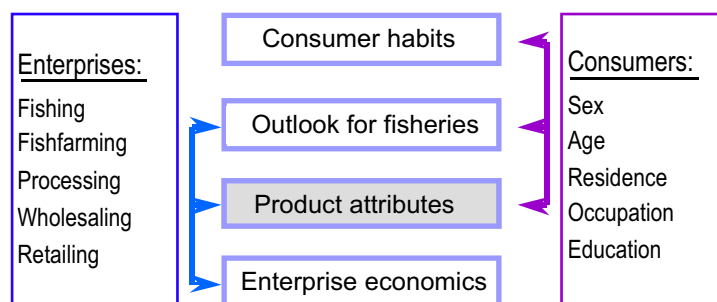 Enterprises:
Fishing
Fishfarming
Processing
Wholesaling
Retailing
Consumer habits
Outlook for fisheries
Product attributes
Enterprise economics
Consumers:
Sex
Age
Residence
Occupation
Education